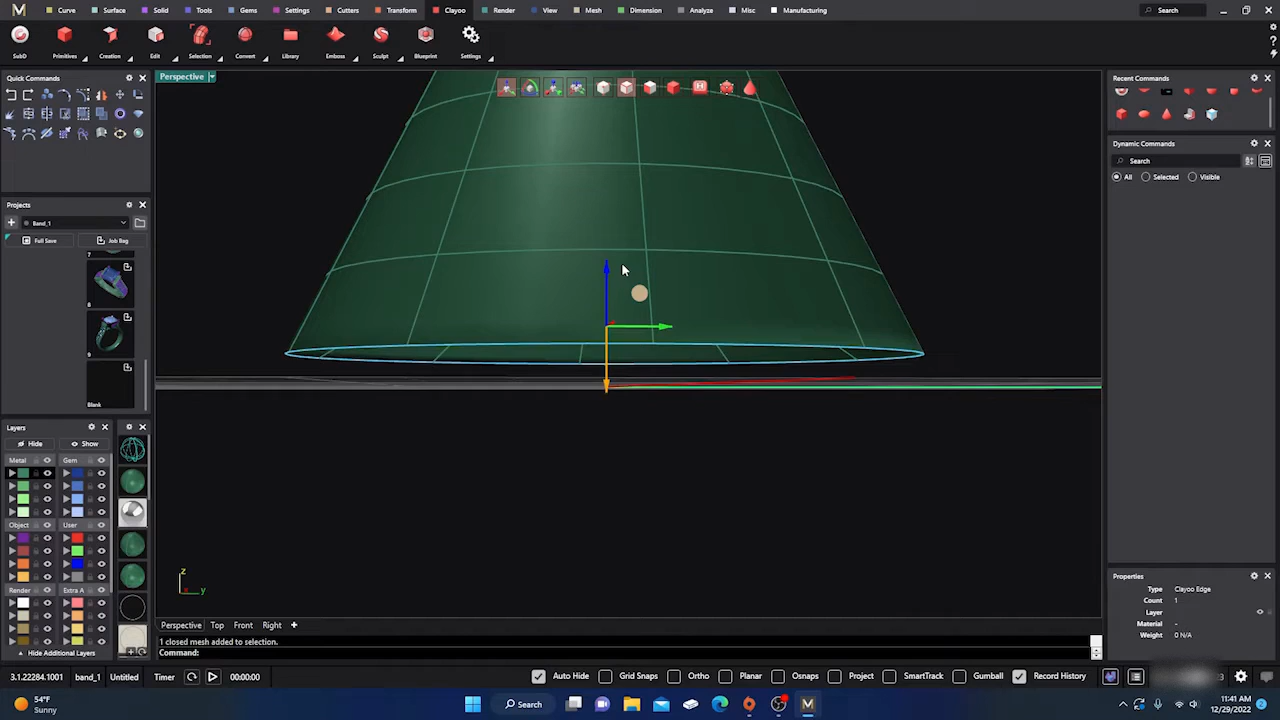 Curve Surface Solid Tools Gems Settings Cutters Transform Clayoo Render View Mesh Dimension Analyze Misc Manufacturing Search
SubD Primitives Creation Edit Selection Convert Library Emboss Sculpt Blueprint Settings
Quick Commands
Perspective
Recent Commands
Dynamic Commands
Search
All Selected Visible
Projects
Band_1
Full Save Job Bag
7
8
9
Blank
Layers
Hide Show
Metal Gem
Object User
Render Extra A
Hide Additional Layers
z
y
Properties
Type Clayoo Edge
Count 1
Layer
Material -
Weight 0 N/A
Perspective Top Front Right
1 closed mesh added to selection.
Command:
3.1.22284.1001 band_1 Untitled Timer 00:00:00 Auto Hide Grid Snaps Ortho Planar Osnaps Project SmartTrack Gumball Record History
54°F
Sunny
Search
11:41 AM
12/29/2022